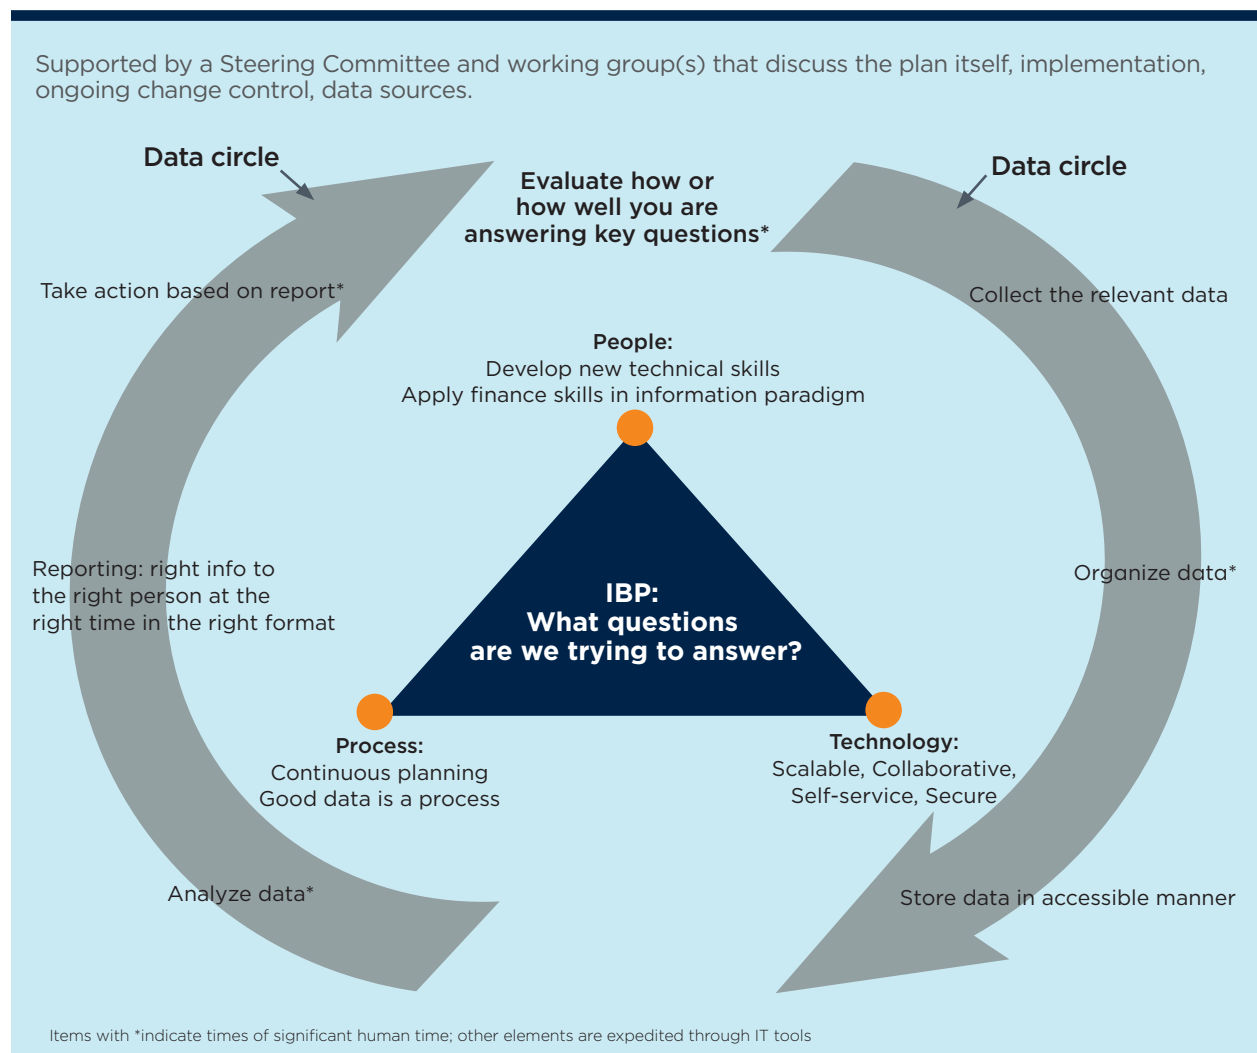 Supported by a Steering Committee and working group(s) that discuss the plan itself, implementation,
ongoing change control, data sources.
Data circle
Data circle
Evaluate how or
how well you are
answering key questions*
Take action based on report*
Collect the relevant data
People:
Develop new technical skills
Apply finance skills in information paradigm
Reporting: right info to
the right person at the
right time in the right format
Organize data*
IBP:
What questions
are we trying to answer?
Process:
Continuous planning
Good data is a process
Technology:
Scalable, Collaborative,
Self-service, Secure
Analyze data*
Store data in accessible manner
Items with *indicate times of significant human time; other elements are expedited through IT tools